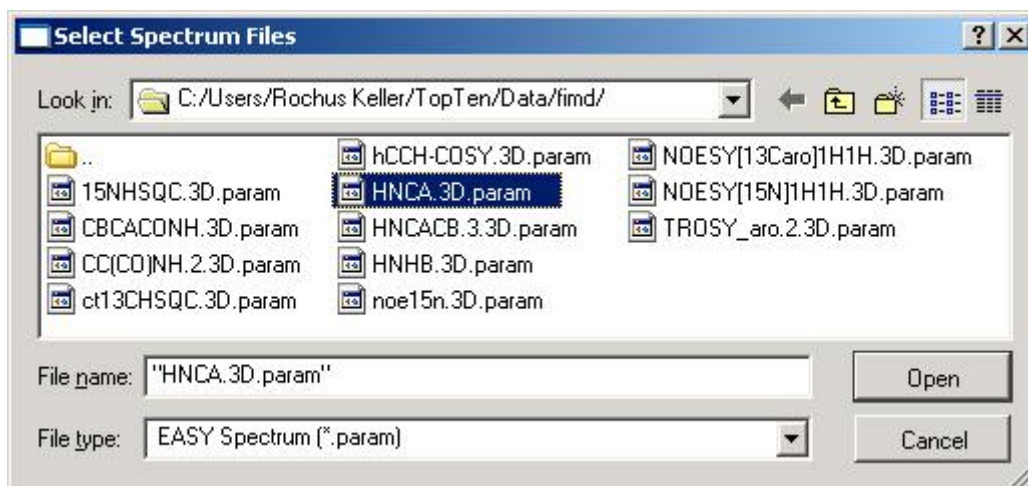 Select Spectrum Files
Look in: C:/Users/Rochus Keller/TopTen/Data/fimd/
..
15NHSQC.3D.param
CBCACONH.3D.param
CC(CO)NH.2.3D.param
ct13CHSQC.3D.param
hCCH-COSY.3D.param
HNCA.3D.param
HNCACB.3.3D.param
HNHB.3D.param
noe15n.3D.param
NOESY[13Caro]1H1H.3D.param
NOESY[15N]1H1H.3D.param
TROSY_aro.2.3D.param
File name: "HNCA.3D.param"
Open
File type: EASY Spectrum (*.param)
Cancel